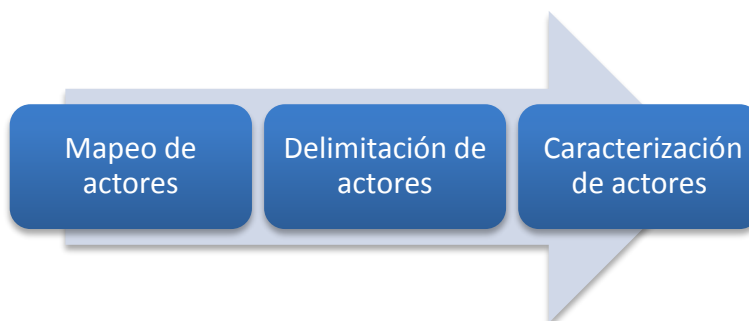 Mapeo de
actores
Delimitación de
actores
Caracterización
de actores